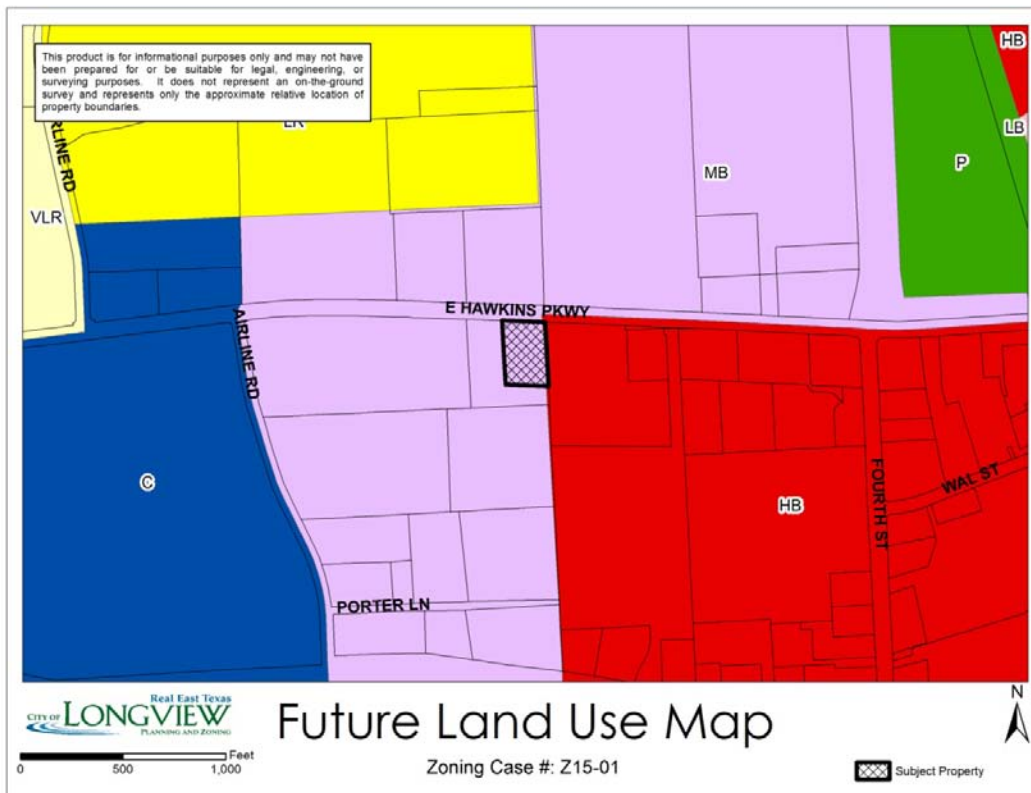 This product is for informational purposes only and may not have
been prepared for or be suitable for legal, engineering, or
surveying purposes. It does not represent an on-the-ground
survey and represents only the approximate relative location of
property boundaries.
HB
LB
P
MB
LR
RLINE RD
VLR
E HAWKINS PKWY
AIRLINE RD
C
HB
FOURTH ST
WAL ST
PORTER LN
Real East Texas
CITY OF LONGVIEW
PLANNING AND ZONING
Future Land Use Map
N
Feet
0 500 1,000
Zoning Case #: Z15-01
Subject Property